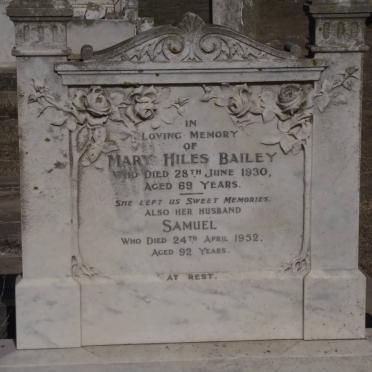 IN
LOVING MEMORY
OF
MARY HILES BAILEY
WHO DIED 28TH JUNE 1930,
AGED 69 YEARS.
SHE LEFT US SWEET MEMORIES.
ALSO HER HUSBAND
SAMUEL
WHO DIED 24TH APRIL 1952.
AGED 92 YEARS.
AT REST.